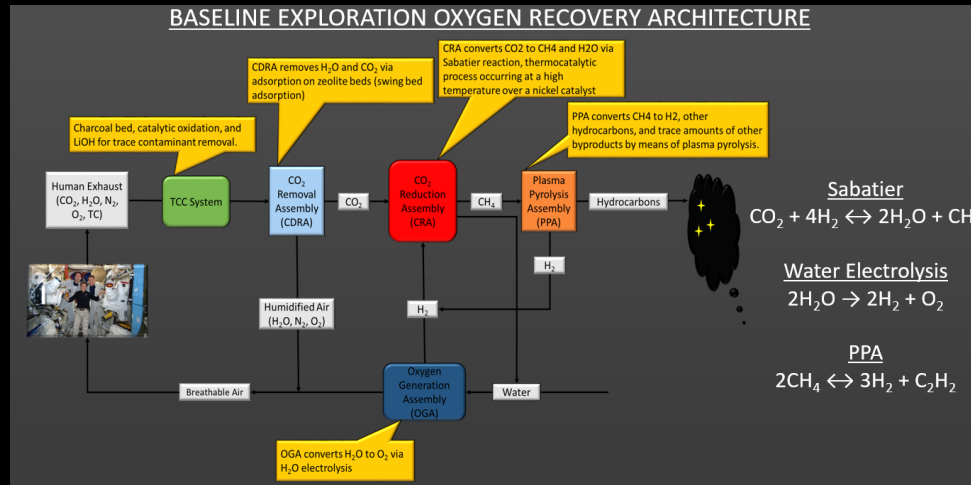 BASELINE EXPLORATION OXYGEN RECOVERY ARCHITECTURE
CRA converts CO2 to CH4 and H2O via
Sabatier reaction, thermocatalytic
process occurring at a high
temperature over a nickel catalyst
CDRA removes H₂O and CO₂ via
adsorption on zeolite beds (swing bed
adsorption)
PPA converts CH4 to H2, other
hydrocarbons, and trace amounts of other
byproducts by means of plasma pyrolysis.
Charcoal bed, catalytic oxidation, and
LiOH for trace contaminant removal.
Human Exhaust
(CO₂, H₂O, N₂,
O₂, TC)
TCC System
CO₂
Removal
Assembly
(CDRA)
CO₂
CO₂
Reduction
Assembly
(CRA)
CH₄
Plasma
Pyrolysis
Assembly
(PPA)
Hydrocarbons
H₂
H₂
Humidified Air
(H₂O, N₂, O₂)
Breathable Air
Oxygen
Generation
Assembly
(OGA)
Water
OGA converts H₂O to O₂ via
H₂O electrolysis
Sabatier
CO₂ + 4H₂ ↔ 2H₂O + CH
Water Electrolysis
2H₂O → 2H₂ + O₂
PPA
2CH₄ ↔ 3H₂ + C₂H₂